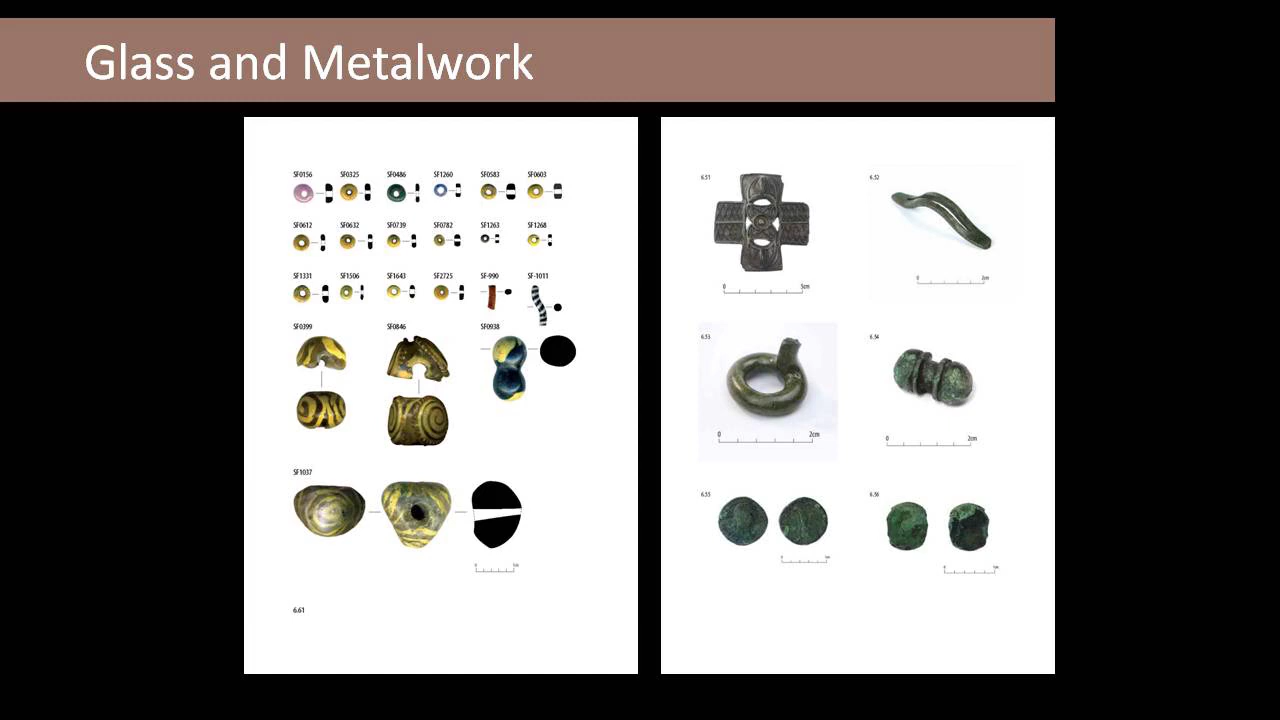 Glass and Metalwork
SF0156 SF0325 SF0486 SF1260 SF0583 SF0603
SF0612 SF0632 SF0739 SF0782 SF1263 SF1268
SF1331 SF1506 SF1643 SF2725 SF-990 SF-1011
SF0399 SF0846 SF0938
SF1037
6.61
6.51 6.52
0 5cm
0 2cm
6.53 6.54
0 2cm
0 2cm
6.55 6.56